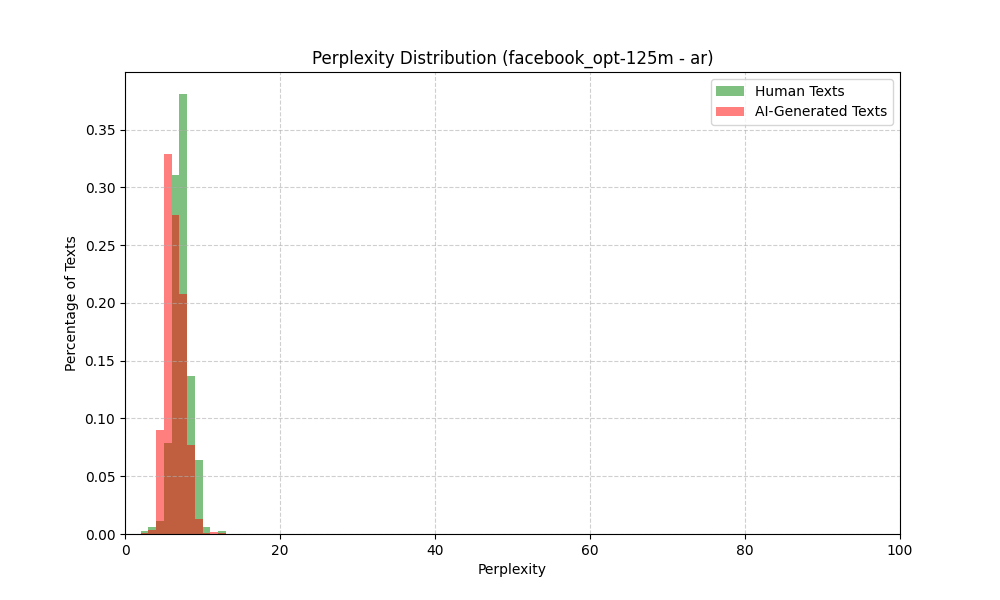 Perplexity Distribution (facebook_opt-125m - ar)
Human Texts
AI-Generated Texts
Percentage of Texts
0.35
0.30
0.25
0.20
0.15
0.10
0.05
0.00
0 20 40 60 80 100
Perplexity